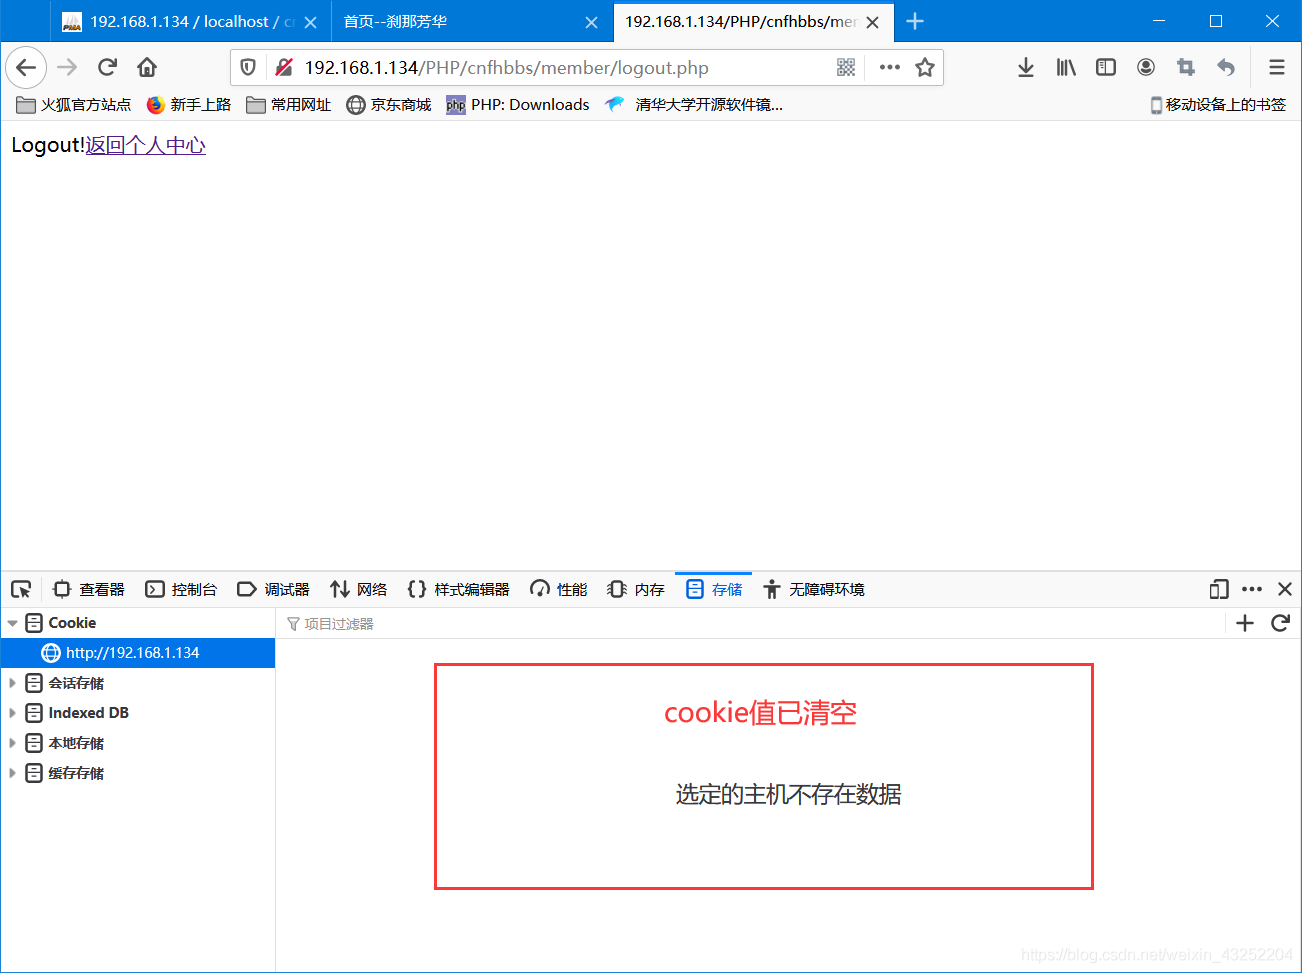 192.168.1.134 / localhost / cn
首页--刹那芳华
192.168.1.134/PHP/cnfhbbs/mem
192.168.1.134/PHP/cnfhbbs/member/logout.php
火狐官方站点
新手上路
常用网址
京东商城
php
PHP: Downloads
清华大学开源软件镜...
移动设备上的书签
Logout!返回个人中心
查看器
控制台
调试器
网络
样式编辑器
性能
内存
存储
无障碍环境
Cookie
项目过滤器
http://192.168.1.134
会话存储
Indexed DB
本地存储
缓存存储
cookie值已清空
选定的主机不存在数据
https://blog.csdn.net/weixin_43252204